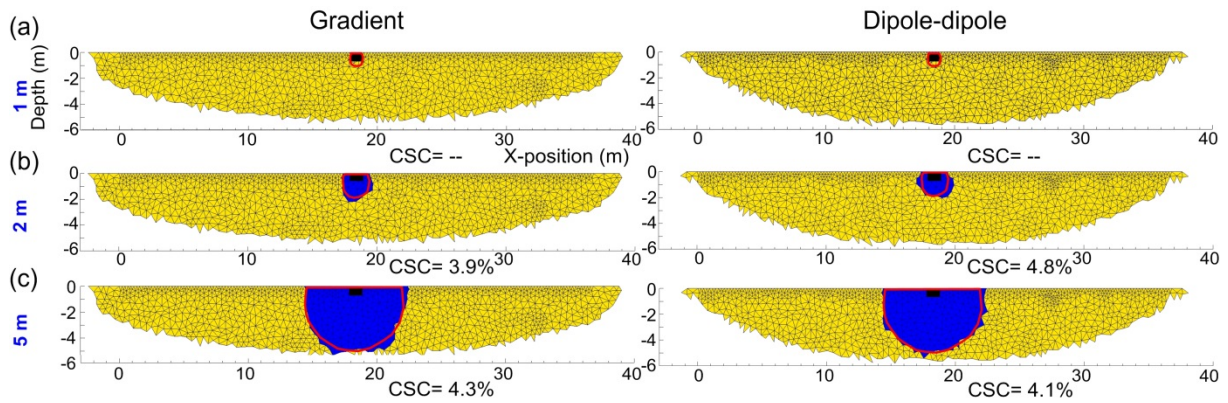 Gradient Dipole-dipole
(a)
1 m
Depth (m)
0 0
-2 -2
-4 -4
-6 -6
0 10 20 30 40 0 10 20 30 40
CSC= -- X-position (m) CSC= --
(b)
2 m
0 0
-2 -2
-4 -4
-6 -6
0 10 20 30 40 0 10 20 30 40
CSC= 3.9% CSC= 4.8%
(c)
5 m
0 0
-2 -2
-4 -4
-6 -6
0 10 20 30 40 0 10 20 30 40
CSC= 4.3% CSC= 4.1%